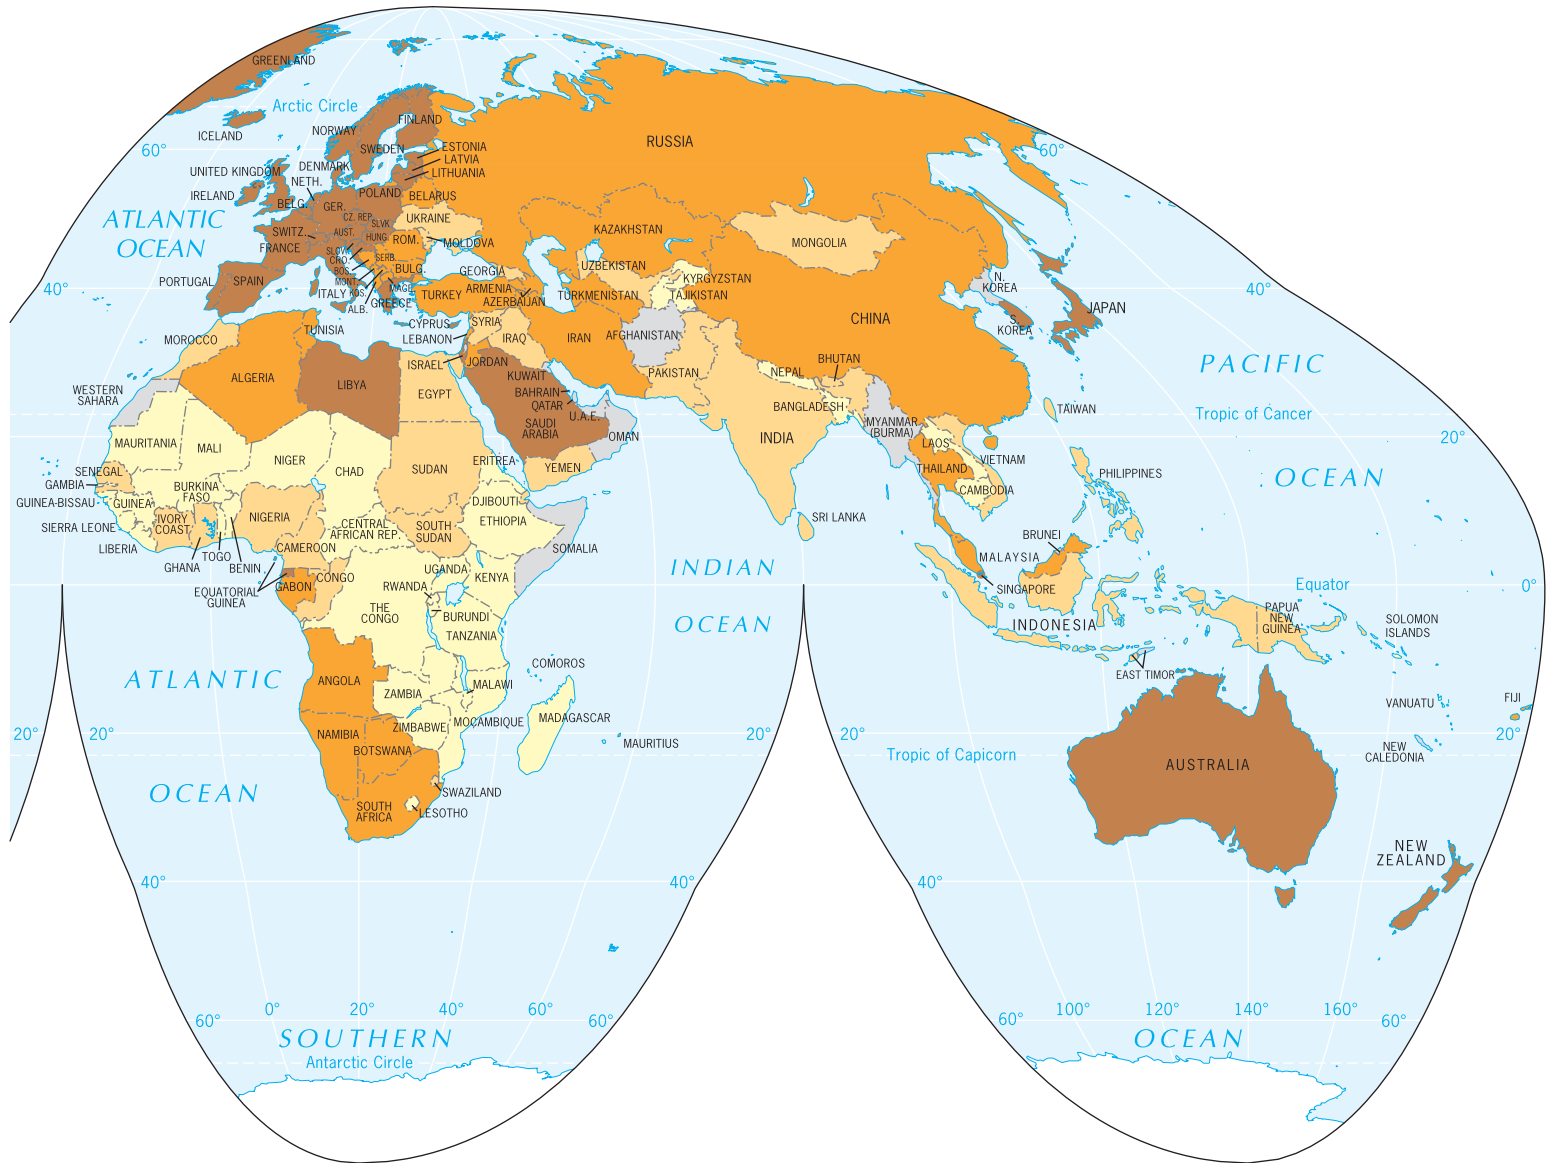 GREENLAND
Arctic Circle
ICELAND
NORWAY
FINLAND
SWEDEN
ESTONIA
LATVIA
LITHUANIA
RUSSIA
60°
60°
UNITED KINGDOM
DENMARK
NETH.
IRELAND
BELG.
GER.
POLAND
BELARUS
CZ. REP.
SLVK
UKRAINE
ATLANTIC
OCEAN
SWITZ.
AUST.
HUNG.
ROM.
MOLDOVA
FRANCE
SLOV.
CRO.
BOS.
SERB.
MONT.
KOS.
BULG.
MACE.
PORTUGAL
SPAIN
ITALY
ALB.
GREECE
GEORGIA
ARMENIA
AZERBAIJAN
TURKEY
KAZAKHSTAN
MONGOLIA
UZBEKISTAN
KYRGYZSTAN
TAJIKISTAN
TURKMENISTAN
40°
40°
N.
KOREA
S.
KOREA
JAPAN
CHINA
TUNISIA
MOROCCO
CYPRUS
LEBANON
SYRIA
IRAQ
IRAN
AFGHANISTAN
ISRAEL
JORDAN
KUWAIT
BAHRAIN
QATAR
U.A.E.
SAUDI
ARABIA
OMAN
YEMEN
PAKISTAN
NEPAL
BHUTAN
BANGLADESH
INDIA
MYANMAR
(BURMA)
LAOS
THAILAND
VIETNAM
CAMBODIA
TAIWAN
PHILIPPINES
PACIFIC
OCEAN
Tropic of Cancer
20°
WESTERN
SAHARA
ALGERIA
LIBYA
EGYPT
MAURITANIA
MALI
NIGER
CHAD
SUDAN
ERITREA
SENEGAL
GAMBIA
GUINEA-BISSAU
GUINEA
SIERRA LEONE
LIBERIA
BURKINA
FASO
IVORY
COAST
GHANA
TOGO
BENIN
NIGERIA
CAMEROON
CENTRAL
AFRICAN REP.
SOUTH
SUDAN
DJIBOUTI
ETHIOPIA
SOMALIA
EQUATORIAL
GUINEA
GABON
CONGO
THE
CONGO
UGANDA
RWANDA
KENYA
BURUNDI
TANZANIA
SRI LANKA
INDIAN
OCEAN
BRUNEI
MALAYSIA
SINGAPORE
INDONESIA
EAST TIMOR
PAPUA
NEW
GUINEA
SOLOMON
ISLANDS
Equator
0°
ATLANTIC
OCEAN
ANGOLA
ZAMBIA
MALAWI
COMOROS
MOCAMBIQUE
MADAGASCAR
MAURITIUS
ZIMBABWE
NAMIBIA
BOTSWANA
SWAZILAND
SOUTH
AFRICA
LESOTHO
20°
20°
20°
20°
20°
Tropic of Capicorn
AUSTRALIA
VANUATU
FIJI
NEW
CALEDONIA
NEW
ZEALAND
40°
40°
40°
60°
0°
20°
40°
60°
60°
60°
100°
120°
140°
160°
60°
SOUTHERN
OCEAN
Antarctic Circle